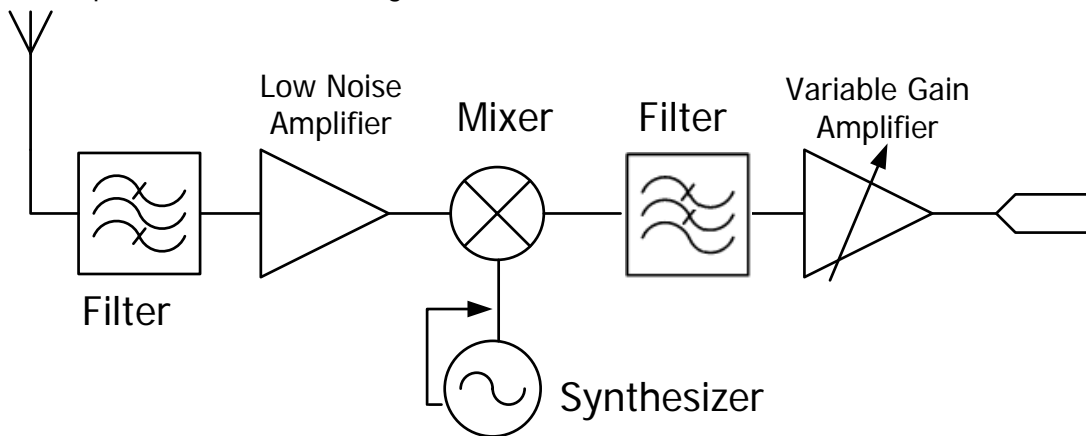 Low Noise
Amplifier
Mixer
Filter
Variable Gain
Amplifier
Filter
Synthesizer